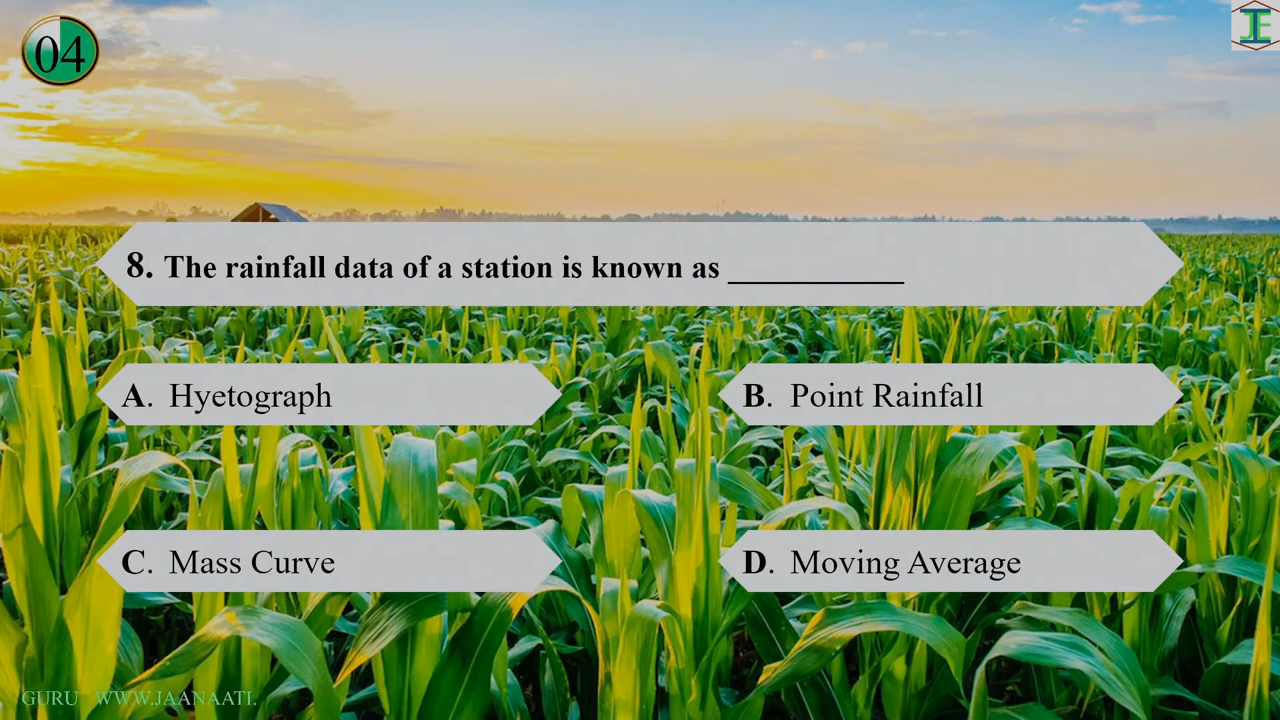 04
8. The rainfall data of a station is known as ___________
A. Hyetograph
B. Point Rainfall
C. Mass Curve
D. Moving Average
GURU WWW.JAANAATI.